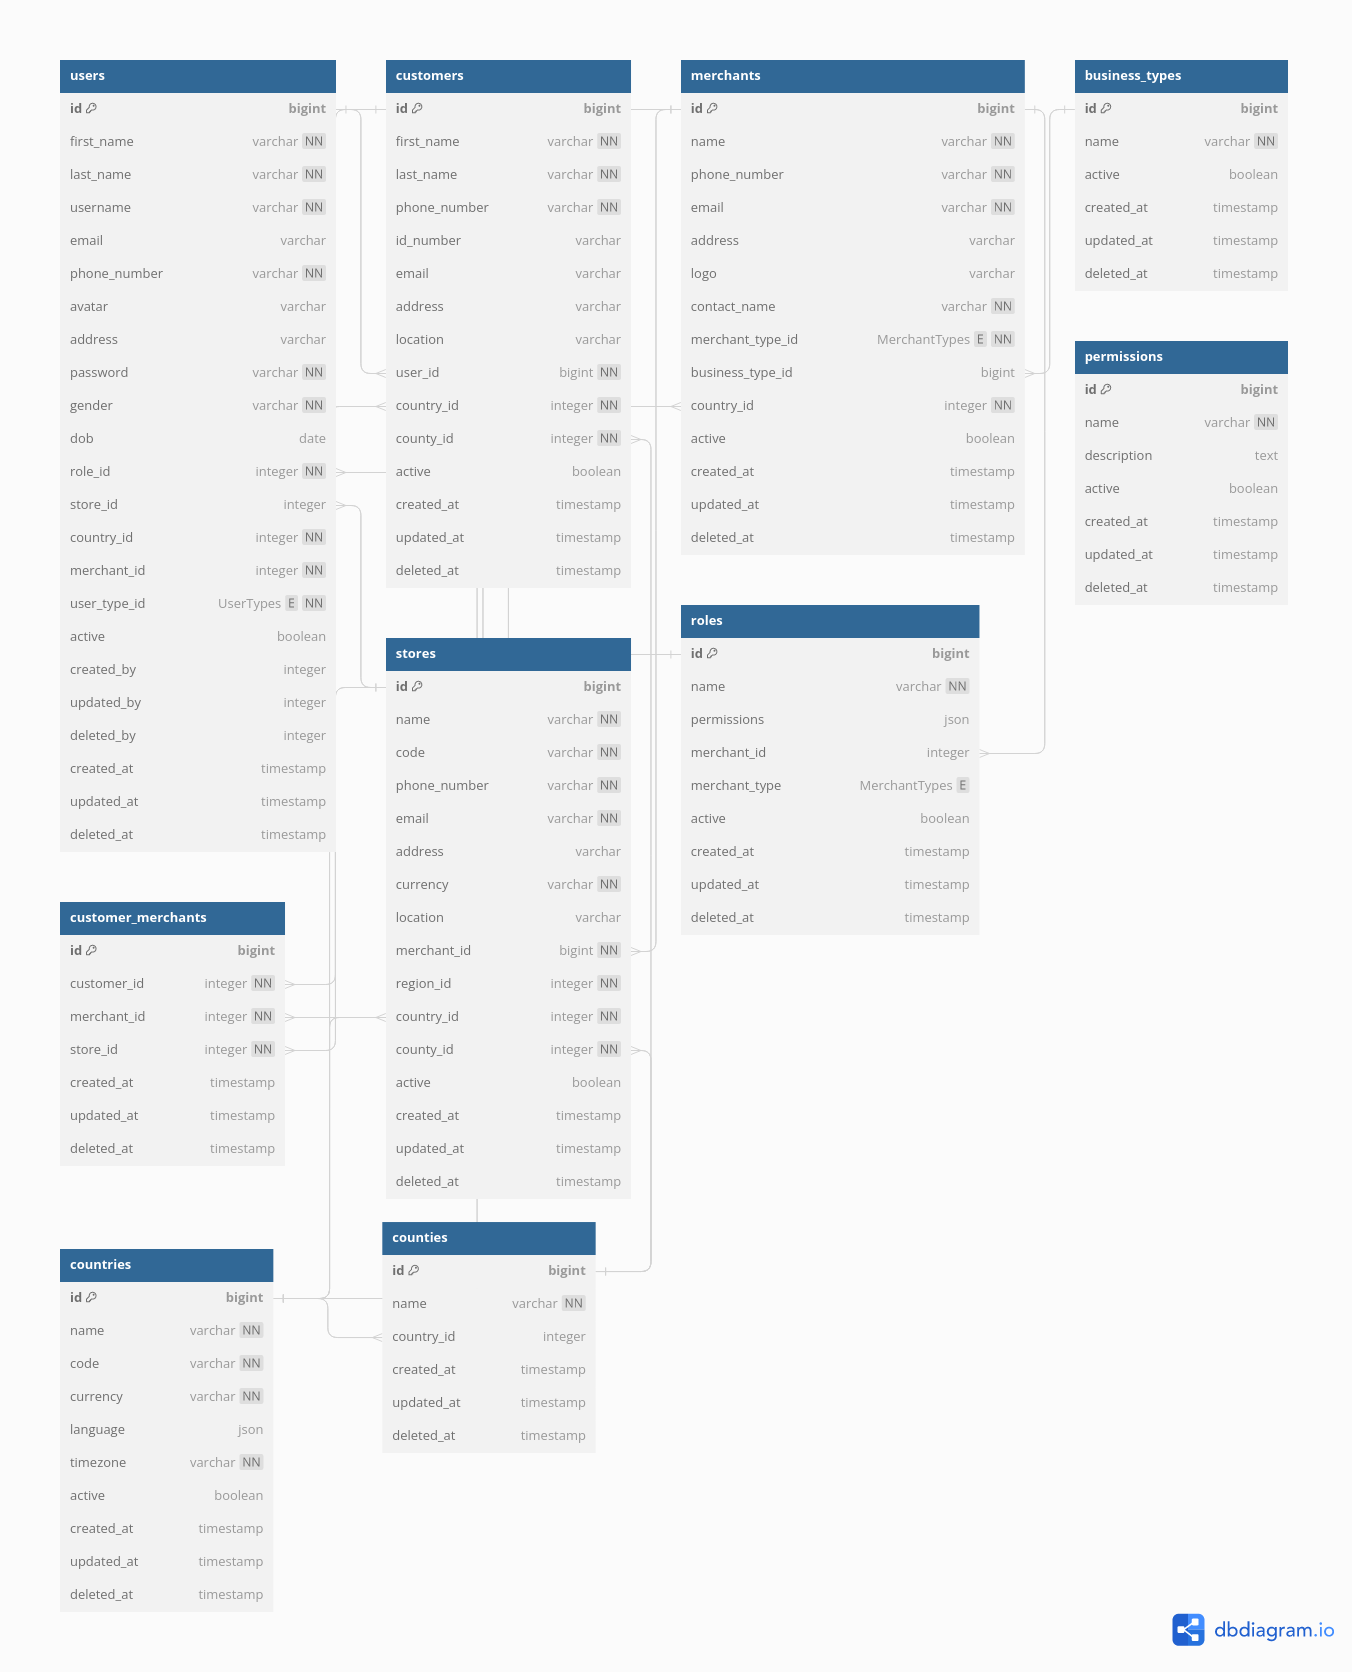 users
id bigint
first_name varchar NN
last_name varchar NN
username varchar NN
email varchar
phone_number varchar NN
avatar varchar
address varchar
password varchar NN
gender varchar NN
dob date
role_id integer NN
store_id integer
country_id integer NN
merchant_id integer NN
user_type_id UserTypes E NN
active boolean
created_by integer
updated_by integer
deleted_by integer
created_at timestamp
updated_at timestamp
deleted_at timestamp
customers
id bigint
first_name varchar NN
last_name varchar NN
phone_number varchar NN
id_number varchar
email varchar
address varchar
location varchar
user_id bigint NN
country_id integer NN
county_id integer NN
active boolean
created_at timestamp
updated_at timestamp
deleted_at timestamp
merchants
id bigint
name varchar NN
phone_number varchar NN
email varchar NN
address varchar
logo varchar
contact_name varchar NN
merchant_type_id MerchantTypes E NN
business_type_id bigint
country_id integer NN
active boolean
created_at timestamp
updated_at timestamp
deleted_at timestamp
business_types
id bigint
name varchar NN
active boolean
created_at timestamp
updated_at timestamp
deleted_at timestamp
permissions
id bigint
name varchar NN
description text
active boolean
created_at timestamp
updated_at timestamp
deleted_at timestamp
stores
id bigint
name varchar NN
code varchar NN
phone_number varchar NN
email varchar NN
address varchar
currency varchar NN
location varchar
merchant_id bigint NN
region_id integer NN
country_id integer NN
county_id integer NN
active boolean
created_at timestamp
updated_at timestamp
deleted_at timestamp
roles
id bigint
name varchar NN
permissions json
merchant_id integer
merchant_type MerchantTypes E
active boolean
created_at timestamp
updated_at timestamp
deleted_at timestamp
customer_merchants
id bigint
customer_id integer NN
merchant_id integer NN
store_id integer NN
created_at timestamp
updated_at timestamp
deleted_at timestamp
counties
id bigint
name varchar NN
country_id integer
created_at timestamp
updated_at timestamp
deleted_at timestamp
countries
id bigint
name varchar NN
code varchar NN
currency varchar NN
language json
timezone varchar NN
active boolean
created_at timestamp
updated_at timestamp
deleted_at timestamp
dbdiagram.io